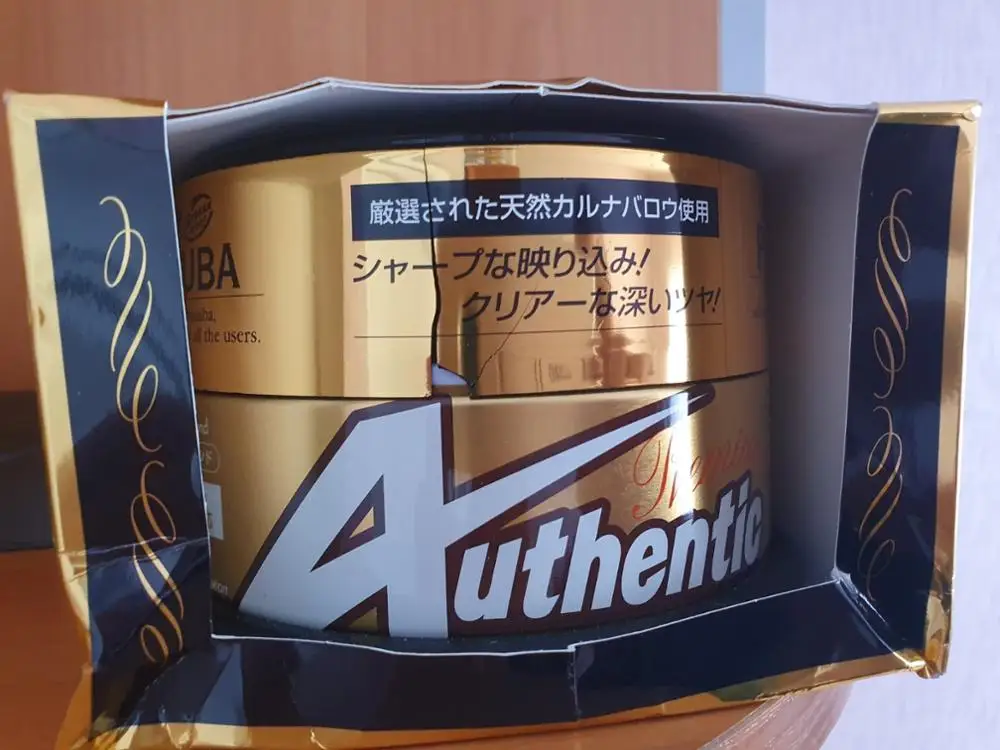 UBA
all the users.
厳選された天然カルナバロウ使用
シャープな映り込み!
クリアーな深いツヤ!
Authentic